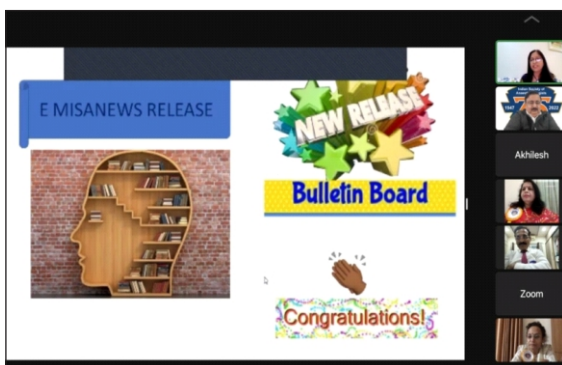 E MISANEWS RELEASE
NEW RELEASE
Bulletin Board
Congratulations!
Akhilesh
Zoom